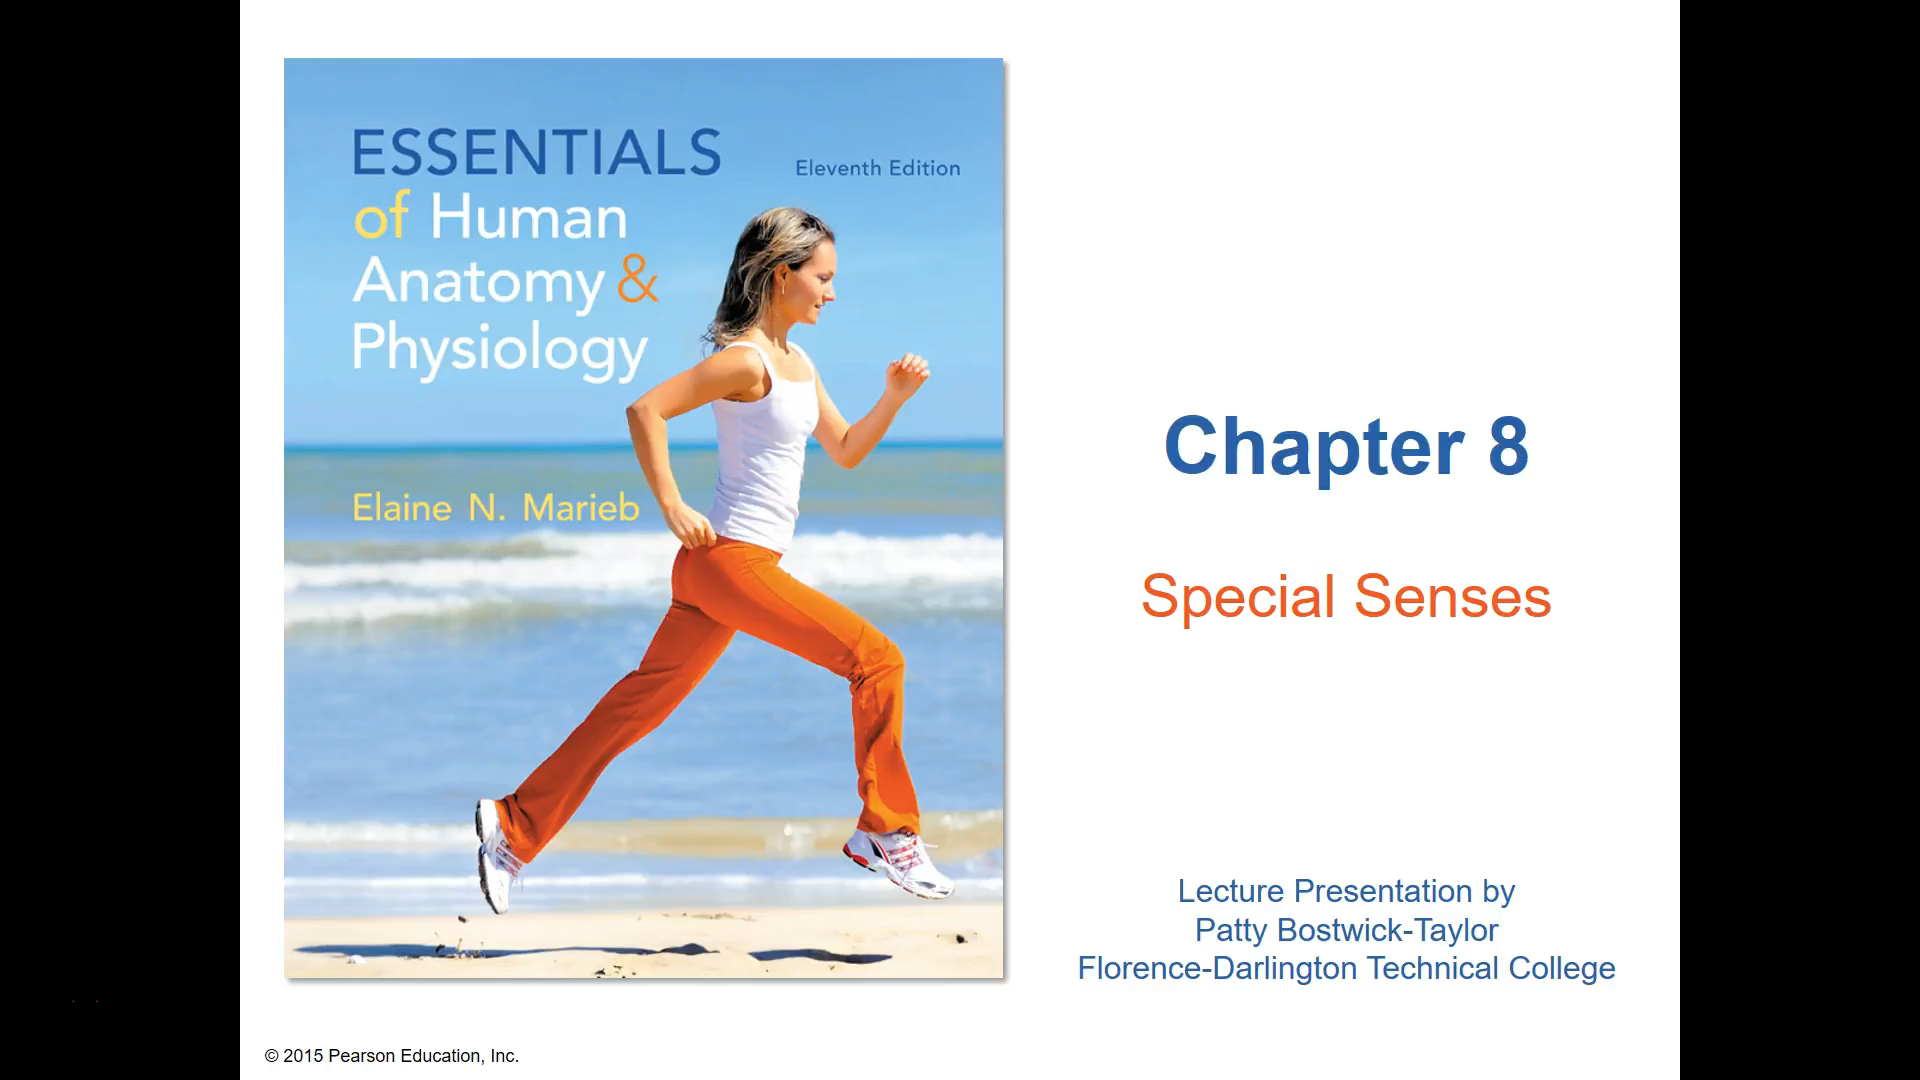 ESSENTIALS
Eleventh Edition
of Human
Anatomy &
Physiology
Elaine N. Marieb
Chapter 8
Special Senses
Lecture Presentation by
Patty Bostwick-Taylor
Florence-Darlington Technical College
© 2015 Pearson Education, Inc.